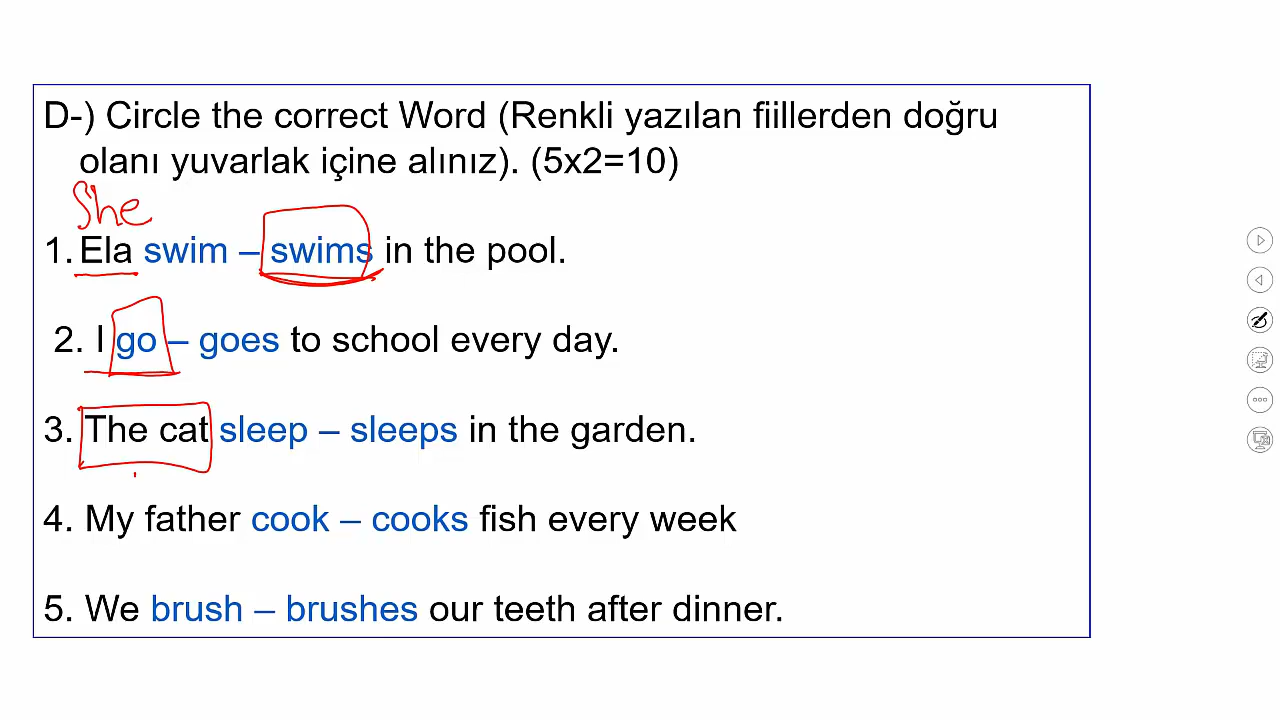 D-) Circle the correct Word (Renkli yazılan fiillerden doğru
olanı yuvarlak içine alınız). (5x2=10)
She
1. Ela swim – swims in the pool.
2. I go – goes to school every day.
3. The cat sleep – sleeps in the garden.
4. My father cook – cooks fish every week
5. We brush – brushes our teeth after dinner.